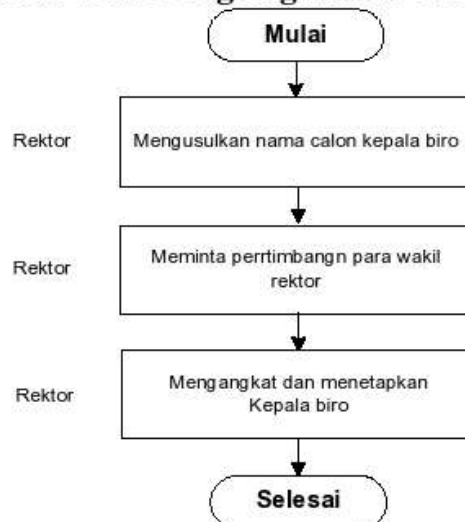 Mulai
Rektor
Mengusulkan nama calon kepala biro
Rektor
Meminta perrtimbangn para wakil
rektor
Rektor
Mengangkat dan menetapkan
Kepala biro
Selesai